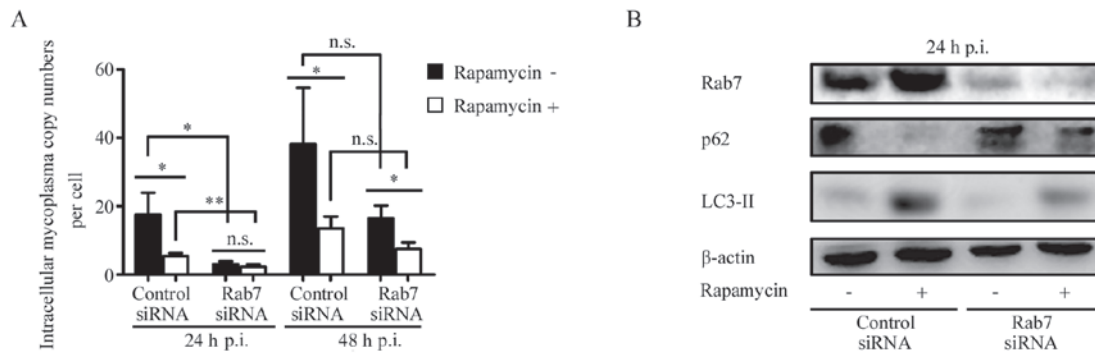 A
Intracellular mycoplasma copy numbers
per cell
60
40
20
0
n.s.
*
*
*
**
n.s.
n.s.
*
Rapamycin -
Rapamycin +
Control siRNA
Rab7 siRNA
Control siRNA
Rab7 siRNA
24 h p.i.
48 h p.i.
B
24 h p.i.
Rab7
p62
LC3-II
β-actin
Rapamycin - + - +
Control siRNA
Rab7 siRNA